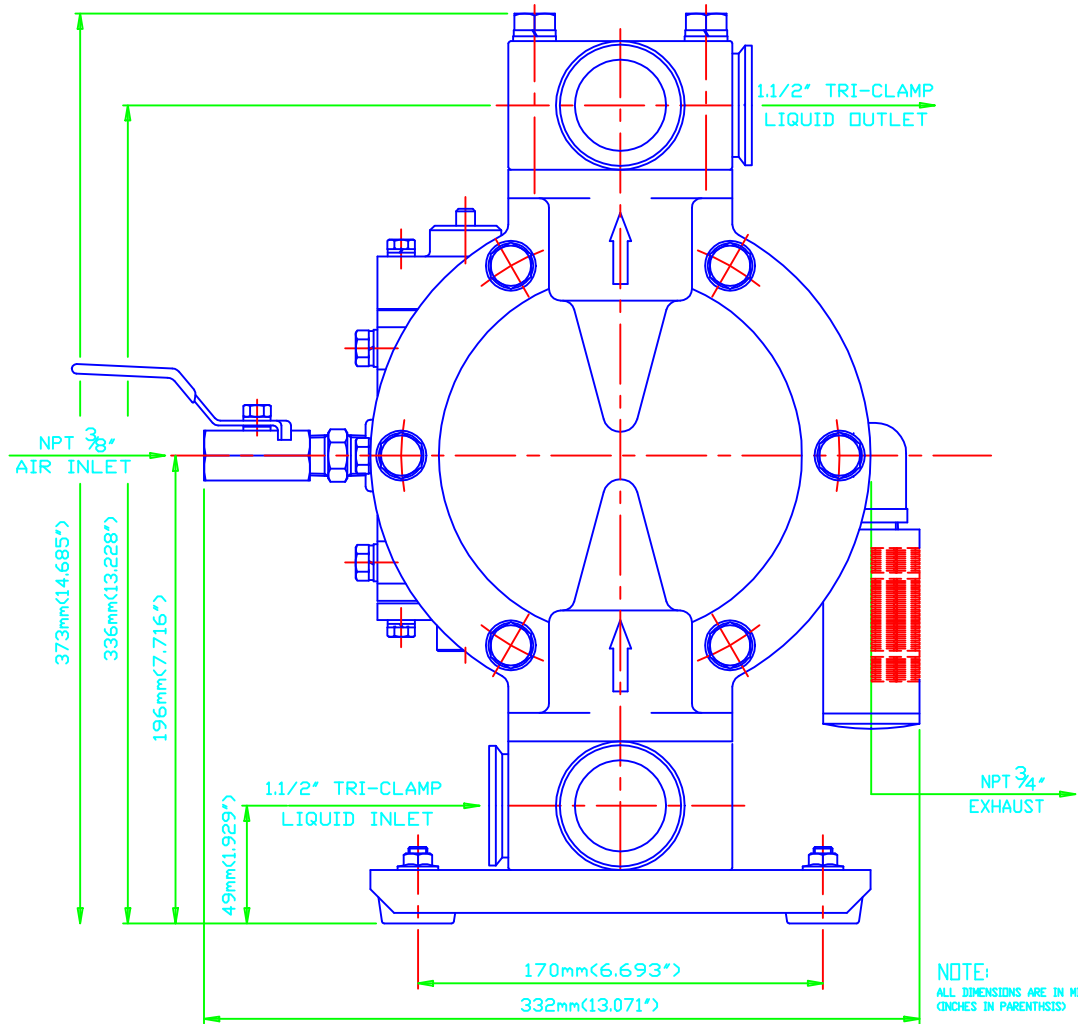 1.1/2" TRI-CLAMP
LIQUID OUTLET
NPT 3/8"
AIR INLET
373mm(14.685")
336mm(13.228")
196mm(7.716")
1.1/2" TRI-CLAMP
LIQUID INLET
49mm(1.929")
NPT 3/4"
EXHAUST
170mm(6.693")
332mm(13.071")
NOTE:
ALL DIMENSIONS ARE IN
(INCHES IN PARENTHSIS)